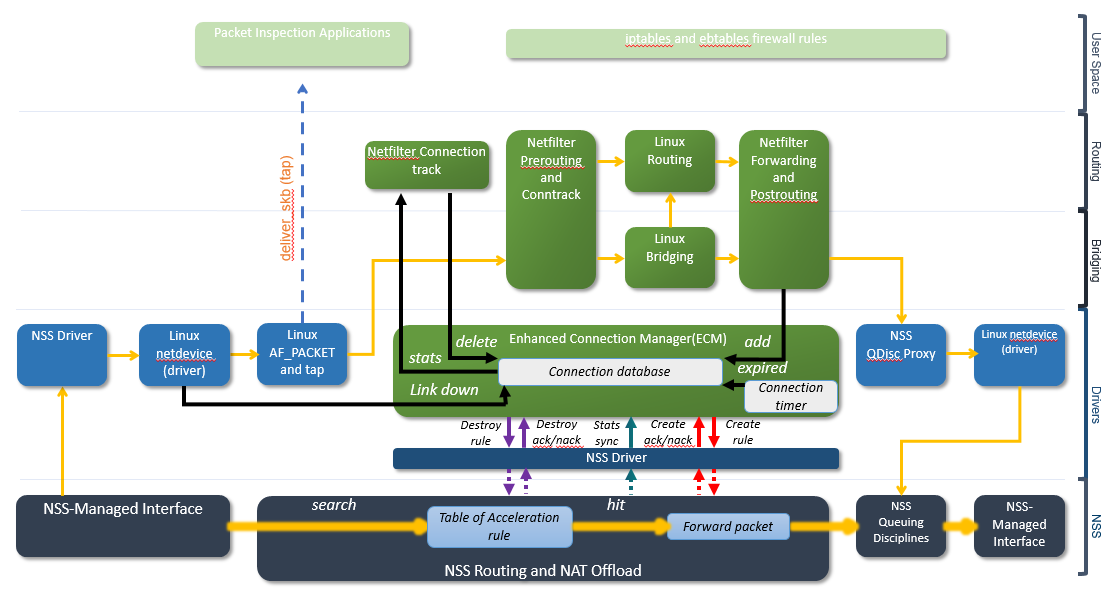 Packet Inspection Applications
iptables and ebtables firewall rules
User Space
deliver_skb (tap)
Netfilter Connection
track
Netfilter
Prerouting
and
Conntrack
Linux
Routing
Netfilter
Forwarding
and
Postrouting
Routing
Linux
Bridging
Bridging
NSS Driver
Linux
netdevice
(driver)
Linux
AF_PACKET
and tap
Enhanced Connection Manager(ECM)
delete
add
stats
Connection database
expired
Link down
Connection
timer
NSS
QDisc Proxy
Linux netdevice
(driver)
Drivers
Destroy
rule
Destroy
ack/nack
Stats
sync
Create
ack/nack
Create
rule
NSS Driver
NSS-Managed Interface
search
Table of Acceleration
rule
hit
Forward packet
NSS Routing and NAT Offload
NSS
Queuing
Disciplines
NSS-
Managed
Interface
NSS